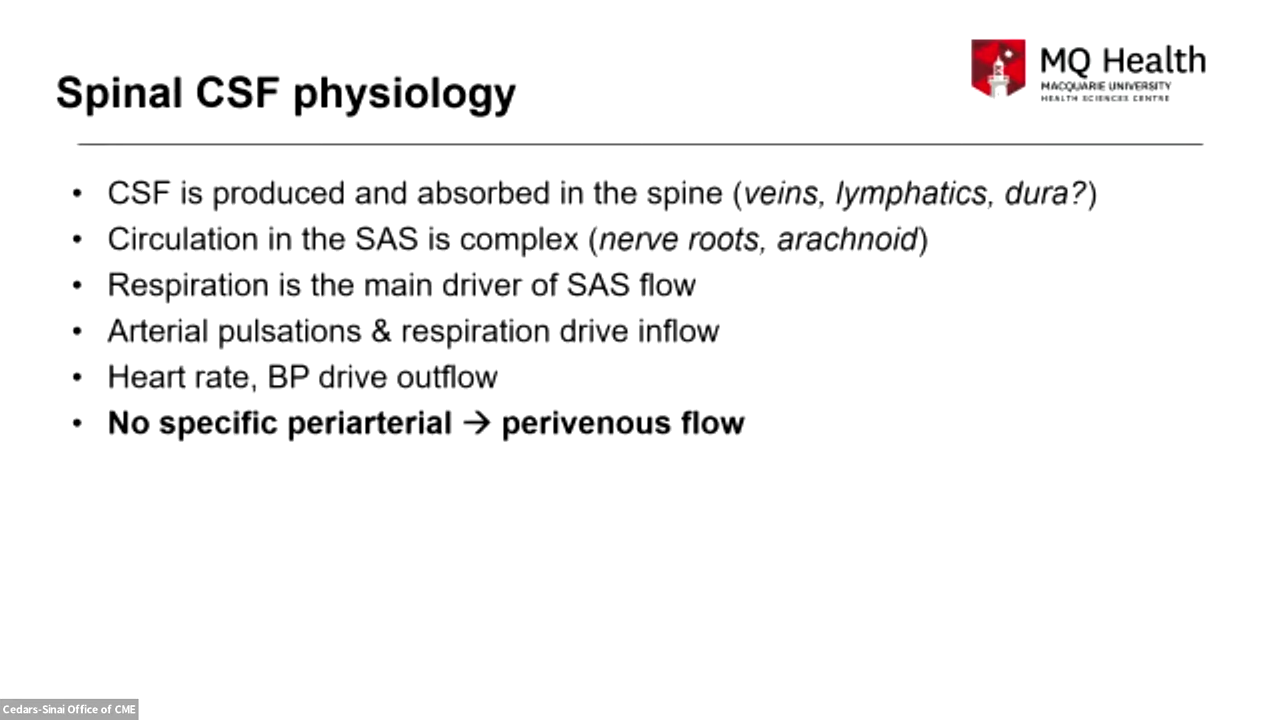 MQ Health
MACQUARIE UNIVERSITY
HEALTH SCIENCES CENTRE
Spinal CSF physiology
• CSF is produced and absorbed in the spine (veins, lymphatics, dura?)
• Circulation in the SAS is complex (nerve roots, arachnoid)
• Respiration is the main driver of SAS flow
• Arterial pulsations & respiration drive inflow
• Heart rate, BP drive outflow
• No specific periarterial → perivenous flow
Cedars-Sinai Office of CME